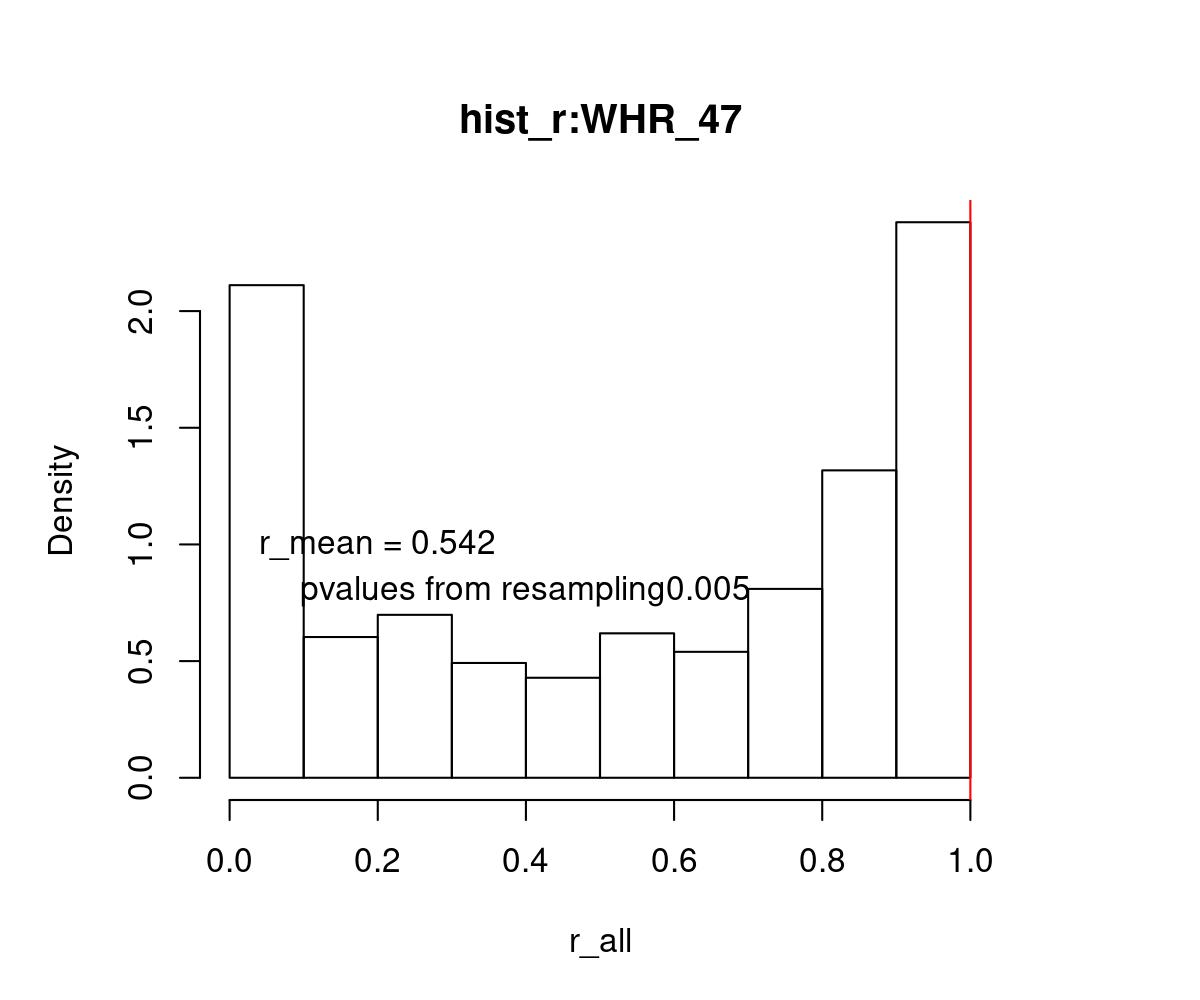 hist_r:WHR_47
2.0
1.5
1.0
0.5
0.0
Density
r_mean = 0.542
pvalues from resampling0.005
0.0 0.2 0.4 0.6 0.8 1.0
r_all